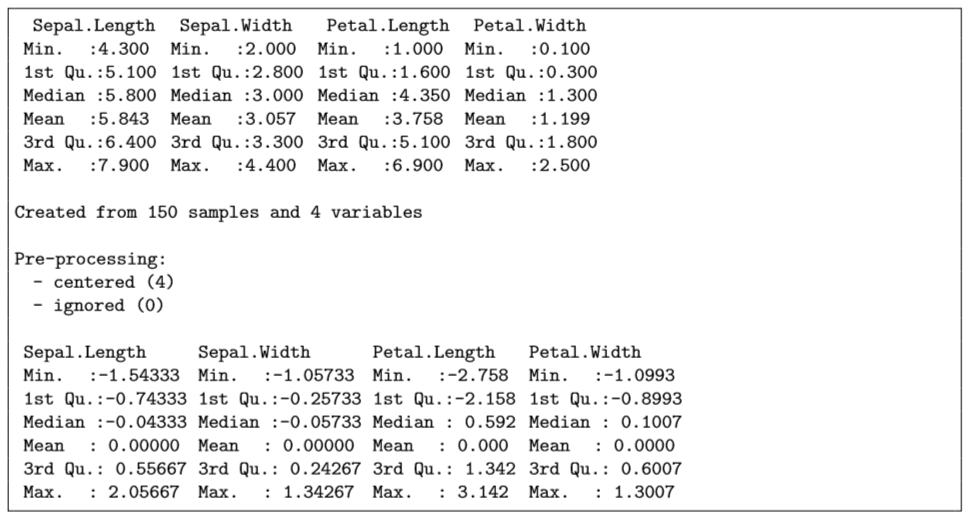 Sepal.Length  Sepal.Width   Petal.Length  Petal.Width
 Min.   :4.300  Min.   :2.000  Min.   :1.000  Min.   :0.100
 1st Qu.:5.100  1st Qu.:2.800  1st Qu.:1.600  1st Qu.:0.300
 Median :5.800  Median :3.000  Median :4.350  Median :1.300
 Mean   :5.843  Mean   :3.057  Mean   :3.758  Mean   :1.199
 3rd Qu.:6.400  3rd Qu.:3.300  3rd Qu.:5.100  3rd Qu.:1.800
 Max.   :7.900  Max.   :4.400  Max.   :6.900  Max.   :2.500

Created from 150 samples and 4 variables

Pre-processing:
  - centered (4)
  - ignored (0)

 Sepal.Length      Sepal.Width       Petal.Length    Petal.Width
 Min.   :-1.54333  Min.   :-1.05733  Min.   :-2.758  Min.   :-1.0993
 1st Qu.:-0.74333  1st Qu.:-0.25733  1st Qu.:-2.158  1st Qu.:-0.8993
 Median :-0.04333  Median :-0.05733  Median : 0.592  Median : 0.1007
 Mean   : 0.00000  Mean   : 0.00000  Mean   : 0.000  Mean   : 0.0000
 3rd Qu.: 0.55667  3rd Qu.: 0.24267  3rd Qu.: 1.342  3rd Qu.: 0.6007
 Max.   : 2.05667  Max.   : 1.34267  Max.   : 3.142  Max.   : 1.3007